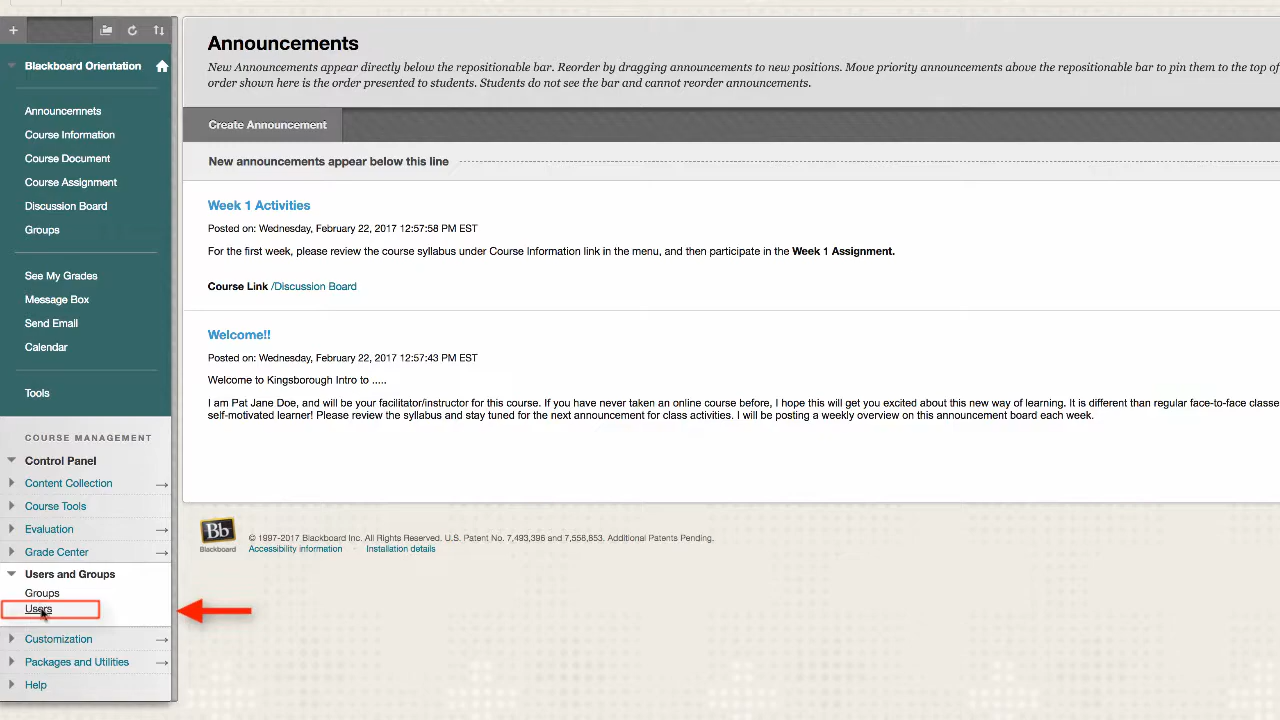 Blackboard Orientation
Announcemnets
Course Information
Course Document
Course Assignment
Discussion Board
Groups
See My Grades
Message Box
Send Email
Calendar
Tools
COURSE MANAGEMENT
Control Panel
Content Collection
Course Tools
Evaluation
Grade Center
Users and Groups
Groups
Users
Customization
Packages and Utilities
Help
Announcements
New Announcements appear directly below the repositionable bar. Reorder by dragging announcements to new positions. Move priority announcements above the repositionable bar to pin them to the top of
order shown here is the order presented to students. Students do not see the bar and cannot reorder announcements.
Create Announcement
New announcements appear below this line
Week 1 Activities
Posted on: Wednesday, February 22, 2017 12:57:58 PM EST
For the first week, please review the course syllabus under Course Information link in the menu, and then participate in the Week 1 Assignment.
Course Link /Discussion Board
Welcome!!
Posted on: Wednesday, February 22, 2017 12:57:43 PM EST
Welcome to Kingsborough Intro to .....
I am Pat Jane Doe, and will be your facilitator/instructor for this course. If you have never taken an online course before, I hope this will get you excited about this new way of learning. It is different than regular face-to-face classe
self-motivated learner! Please review the syllabus and stay tuned for the next announcement for class activities. I will be posting a weekly overview on this announcement board each week.
Bb
Blackboard
© 1997-2017 Blackboard Inc. All Rights Reserved. U.S. Patent No. 7,493,396 and 7,558,853. Additional Patents Pending.
Accessibility information · Installation details